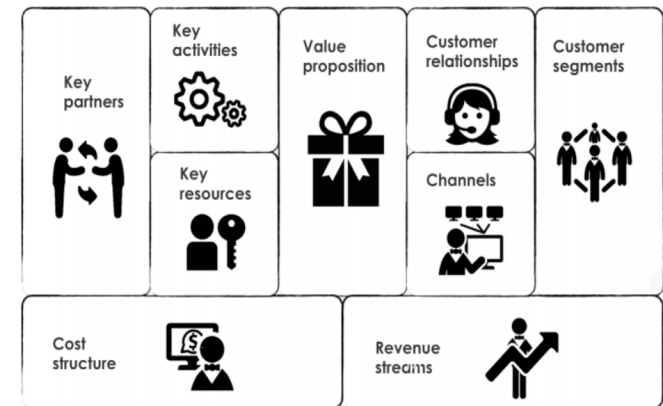 Key
partners
Key
activities
Key
resources
Value
proposition
Customer
relationships
Channels
Customer
segments
Cost
structure
$
Revenue
streams